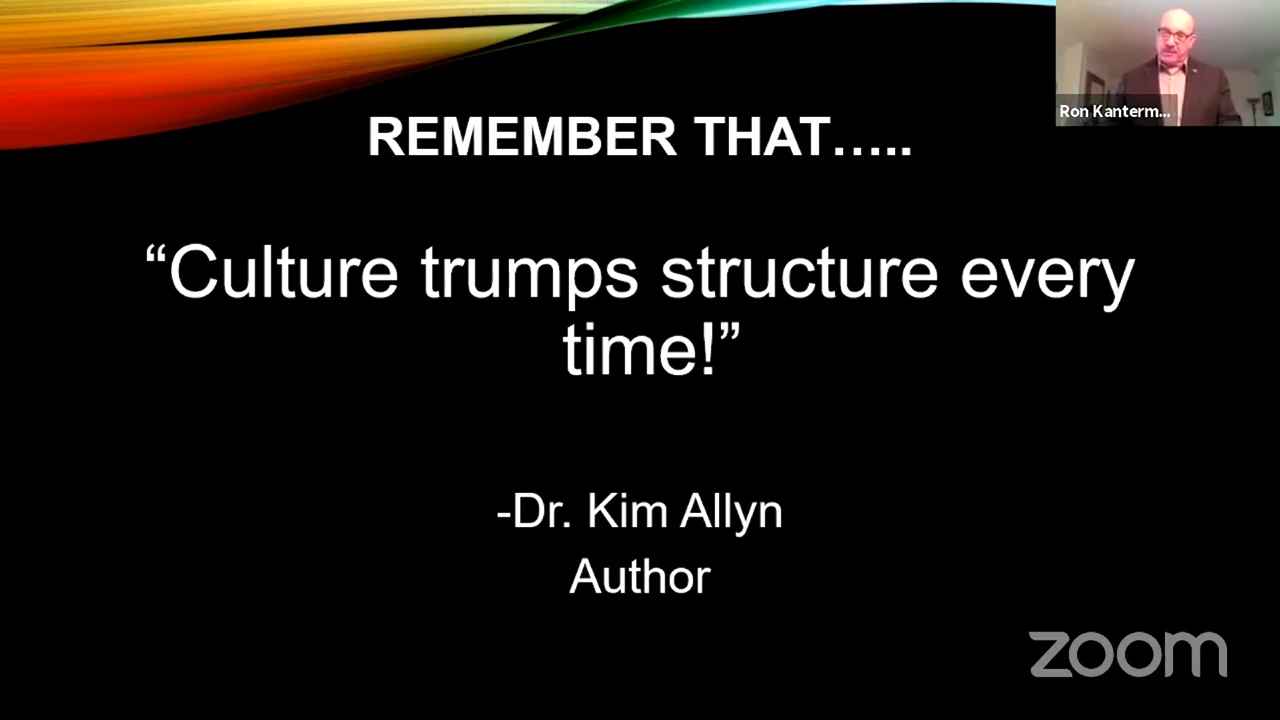 Ron Kanterm...
REMEMBER THAT…..
“Culture trumps structure every
time!”
-Dr. Kim Allyn
Author
zoom